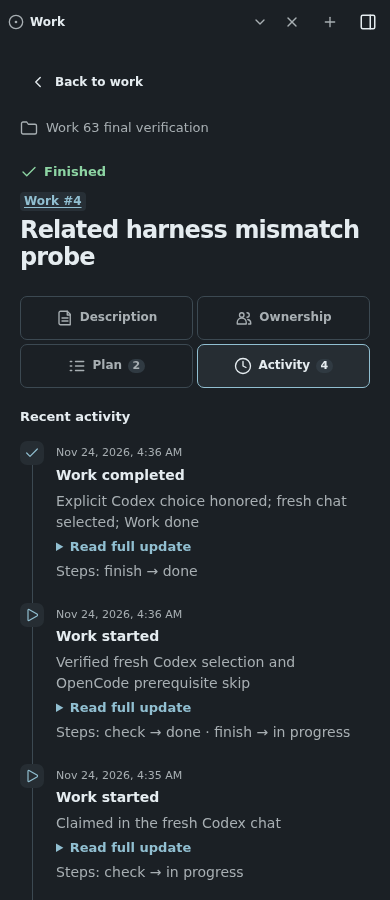 Work
Back to work
Work 63 final verification
Finished
Work #4
Related harness mismatch
probe
Description
Ownership
Plan 2
Activity 4
Recent activity
Nov 24, 2026, 4:36 AM
Work completed
Explicit Codex choice honored; fresh chat
selected; Work done
Read full update
Steps: finish → done
Nov 24, 2026, 4:36 AM
Work started
Verified fresh Codex selection and
OpenCode prerequisite skip
Read full update
Steps: check → done · finish → in progress
Nov 24, 2026, 4:35 AM
Work started
Claimed in the fresh Codex chat
Read full update
Steps: check → in progress